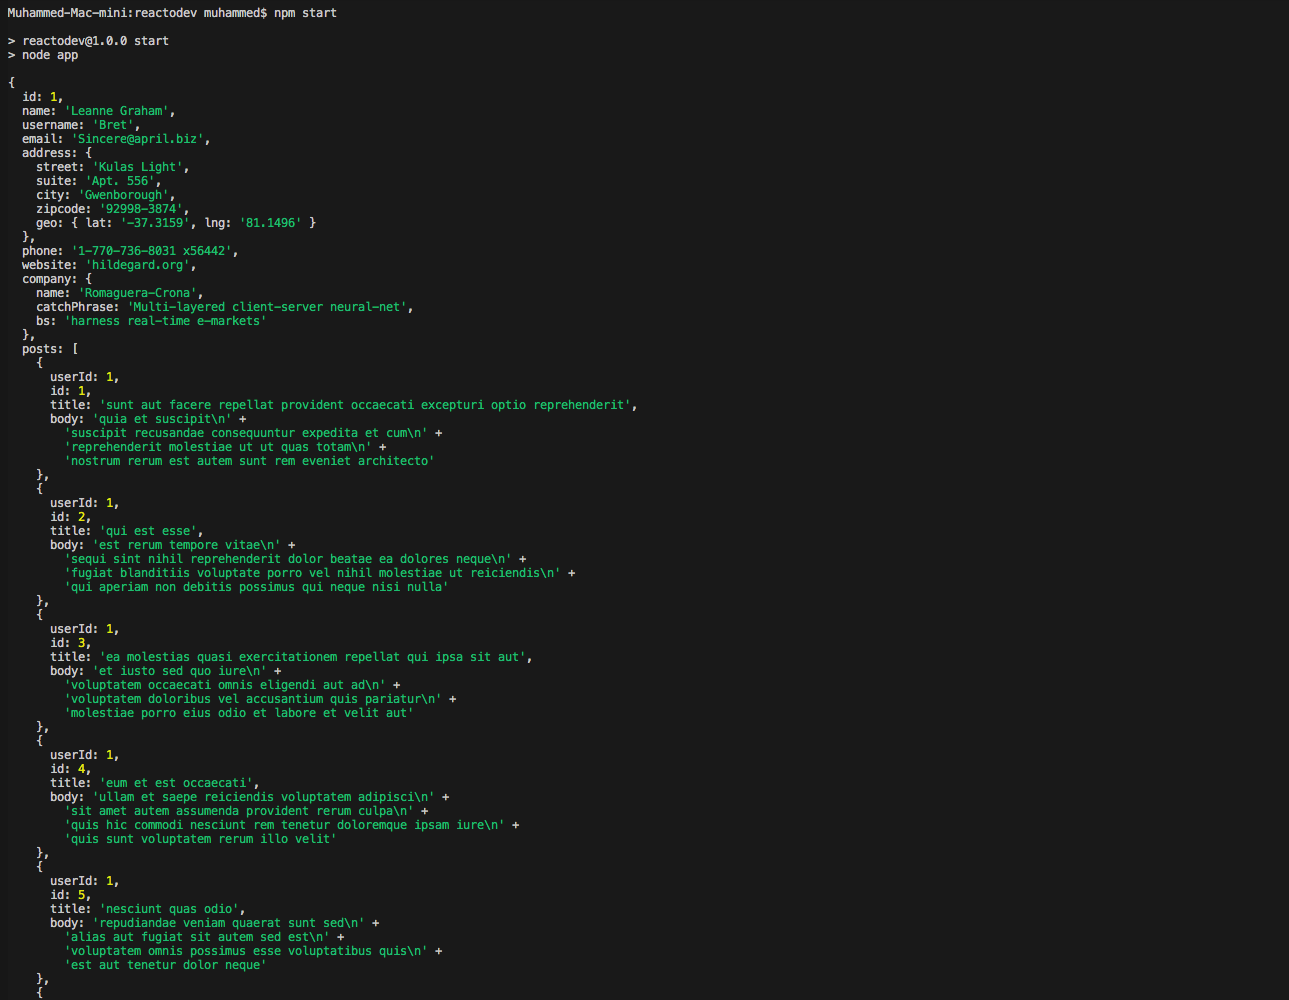 Muhammed-Mac-mini:reactodev muhammed$ npm start
> reactodev@1.0.0 start
> node app
{
id: 1,
name: 'Leanne Graham',
username: 'Bret',
email: 'Sincere@april.biz',
address: {
street: 'Kulas Light',
suite: 'Apt. 556',
city: 'Gwenborough',
zipcode: '92998-3874',
geo: { lat: '-37.3159', lng: '81.1496' }
},
phone: '1-770-736-8031 x56442',
website: 'hildegard.org',
company: {
name: 'Romaguera-Crona',
catchPhrase: 'Multi-layered client-server neural-net',
bs: 'harness real-time e-markets'
},
posts: [
{
userId: 1,
id: 1,
title: 'sunt aut facere repellat provident occaecati excepturi optio reprehenderit',
body: 'quia et suscipit\n' +
'suscipit recusandae consequuntur expedita et cum\n' +
'reprehenderit molestiae ut ut quas totam\n' +
'nostrum rerum est autem sunt rem eveniet architecto'
},
{
userId: 1,
id: 2,
title: 'qui est esse',
body: 'est rerum tempore vitae\n' +
'sequi sint nihil reprehenderit dolor beatae ea dolores neque\n' +
'fugiat blanditiis voluptate porro vel nihil molestiae ut reiciendis\n' +
'qui aperiam non debitis possimus qui neque nisi nulla'
},
{
userId: 1,
id: 3,
title: 'ea molestias quasi exercitationem repellat qui ipsa sit aut',
body: 'et iusto sed quo iure\n' +
'voluptatem occaecati omnis eligendi aut ad\n' +
'voluptatem doloribus vel accusantium quis pariatur\n' +
'molestiae porro eius odio et labore et velit aut'
},
{
userId: 1,
id: 4,
title: 'eum et est occaecati',
body: 'ullam et saepe reiciendis voluptatem adipisci\n' +
'sit amet autem assumenda provident rerum culpa\n' +
'quis hic commodi nesciunt rem tenetur doloremque ipsam iure\n' +
'quis sunt voluptatem rerum illo velit'
},
{
userId: 1,
id: 5,
title: 'nesciunt quas odio',
body: 'repudiandae veniam quaerat sunt sed\n' +
'alias aut fugiat sit autem sed est\n' +
'voluptatem omnis possimus esse voluptatibus quis\n' +
'est aut tenetur dolor neque'
},
{